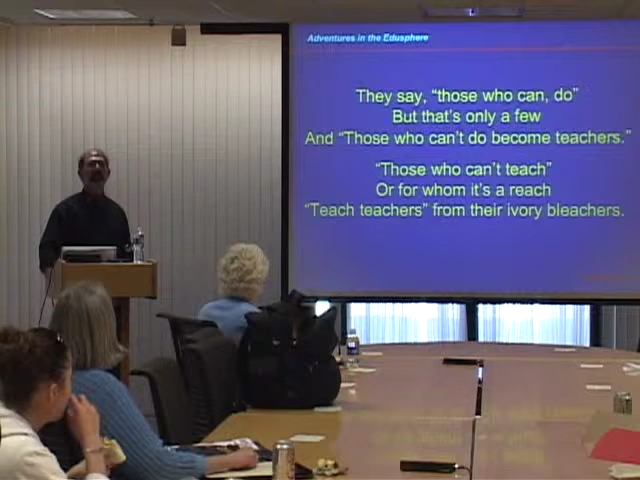 Adventures in the Edusphere
They say, "those who can, do"
But that's only a few
And "Those who can't do become teachers."
"Those who can't teach"
Or for whom it's a reach
"Teach teachers" from their ivory bleachers.